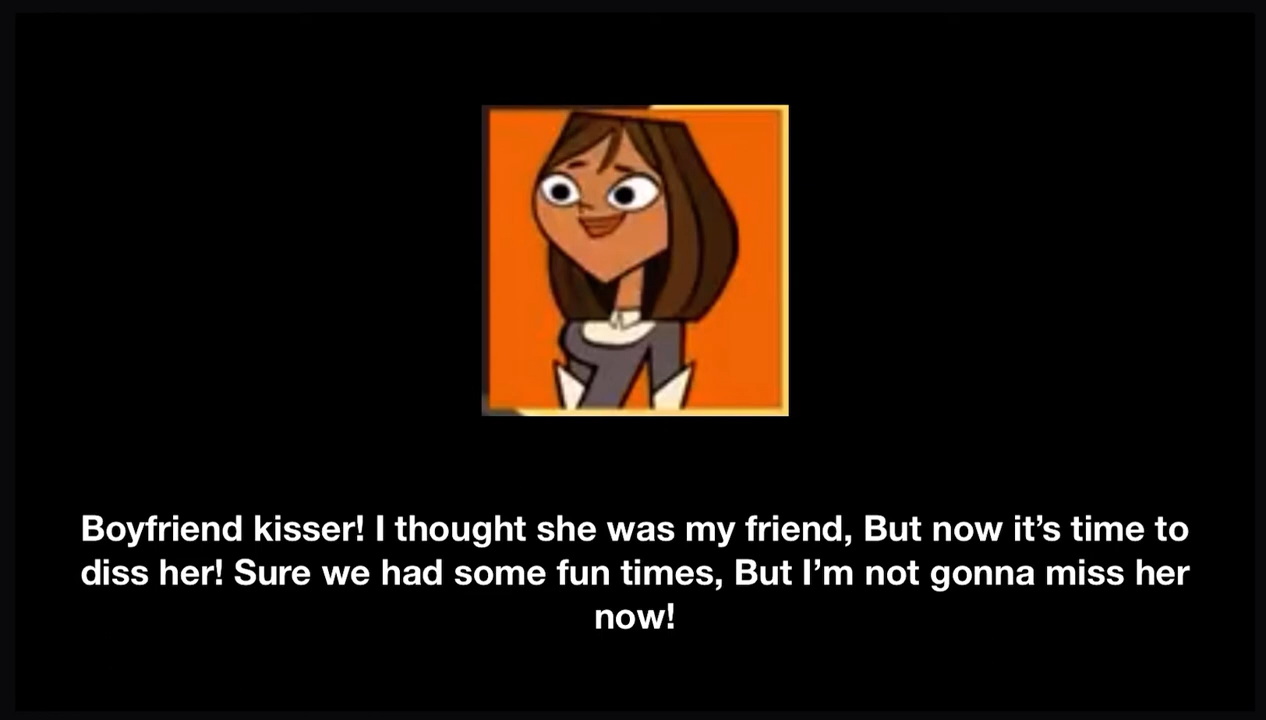 Boyfriend kisser! I thought she was my friend, But now it’s time to
diss her! Sure we had some fun times, But I’m not gonna miss her
now!